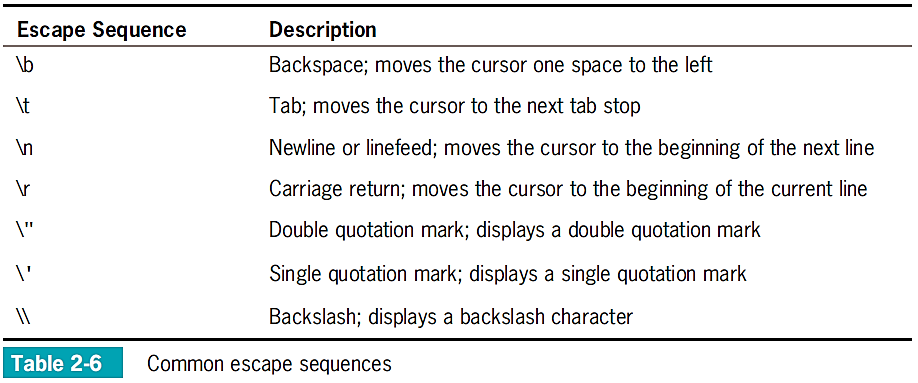 Escape Sequence Description
\b Backspace; moves the cursor one space to the left
\t Tab; moves the cursor to the next tab stop
\n Newline or linefeed; moves the cursor to the beginning of the next line
\r Carriage return; moves the cursor to the beginning of the current line
\" Double quotation mark; displays a double quotation mark
\' Single quotation mark; displays a single quotation mark
\\ Backslash; displays a backslash character
Table 2-6 Common escape sequences